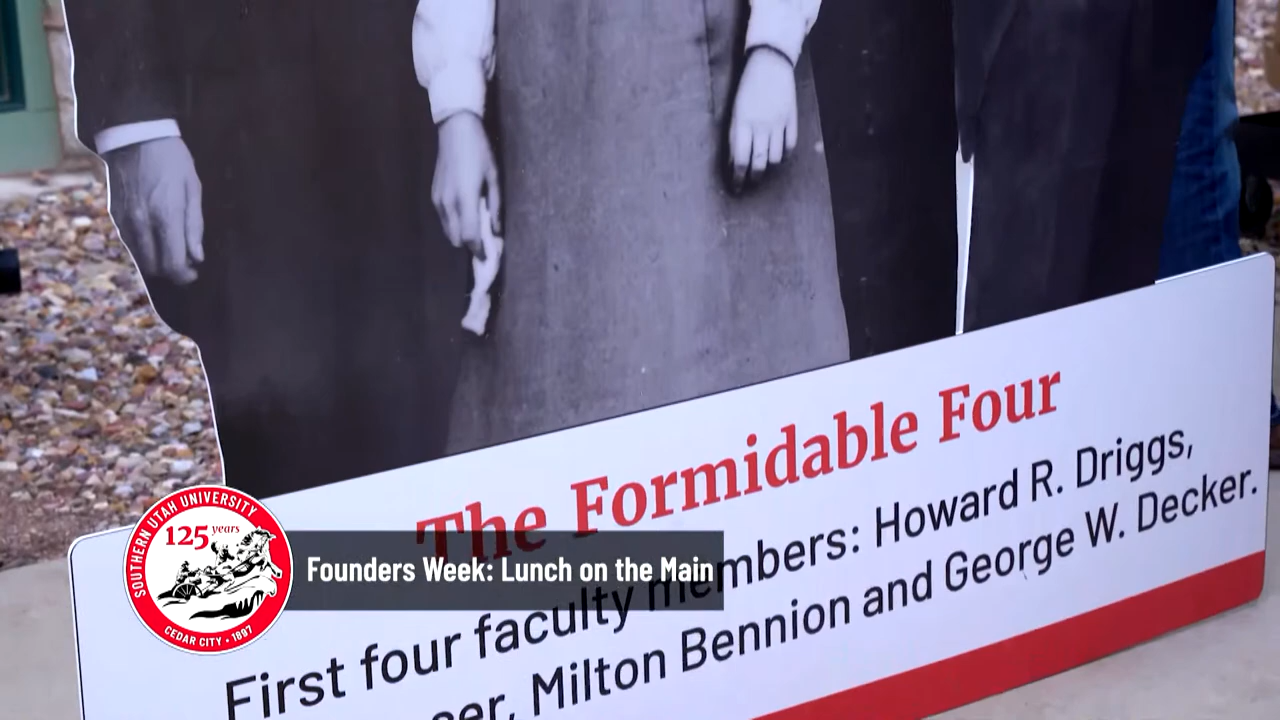 The Formidable Four
First four faculty members: Howard R. Driggs,
Milton Bennion and George W. Decker.
SOUTHERN UTAH UNIVERSITY
125 years
CEDAR CITY • 1897
Founders Week: Lunch on the Main